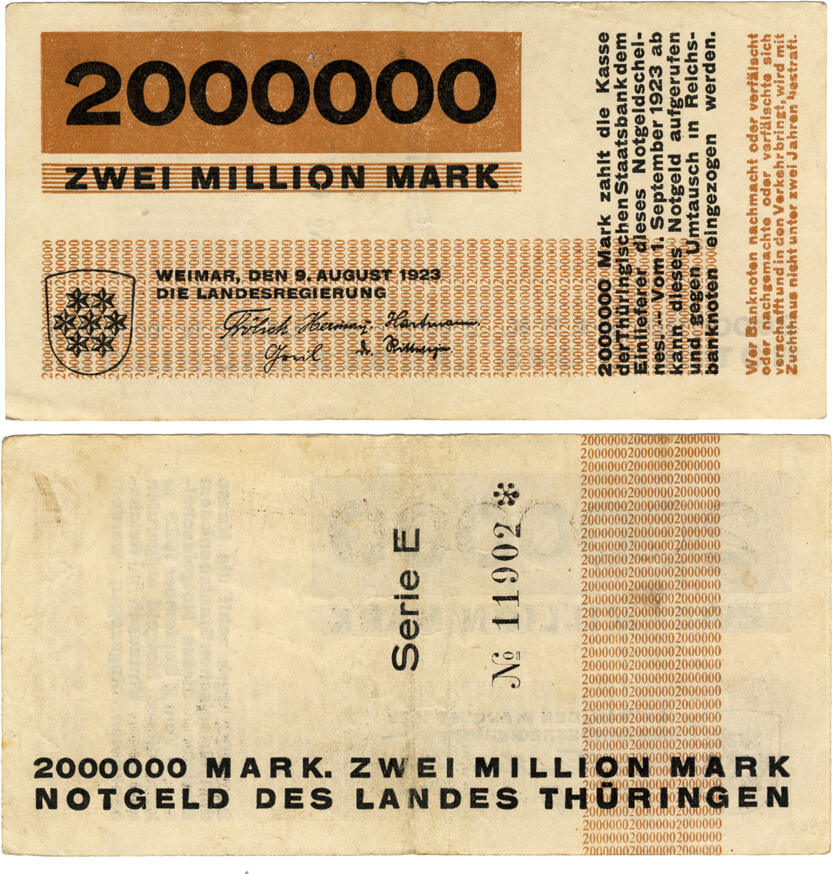 2000000
ZWEI MILLION MARK
WEIMAR, DEN 9. AUGUST 1923
DIE LANDESREGIERUNG
Frölich Hermann. Hartmann.
2000000 Mark zahlt die Kasse
der Thüringischen Staatsbank dem
Einlieferer dieses Notgeldschei-
nes. — Vom 1. September 1923 ab
kann dieses Notgeld aufgerufen
und gegen Umtausch in Reichs-
banknoten eingezogen werden.
Wer Banknoten nachmacht oder verfälscht
oder nachgemachte oder verfälschte sich
verschafft und in den Verkehr bringt, wird mit
Zuchthaus nicht unter zwei Jahren bestraft.
Serie E
№ 111902 *
2000000 MARK. ZWEI MILLION MARK
NOTGELD DES LANDES THÜRINGEN